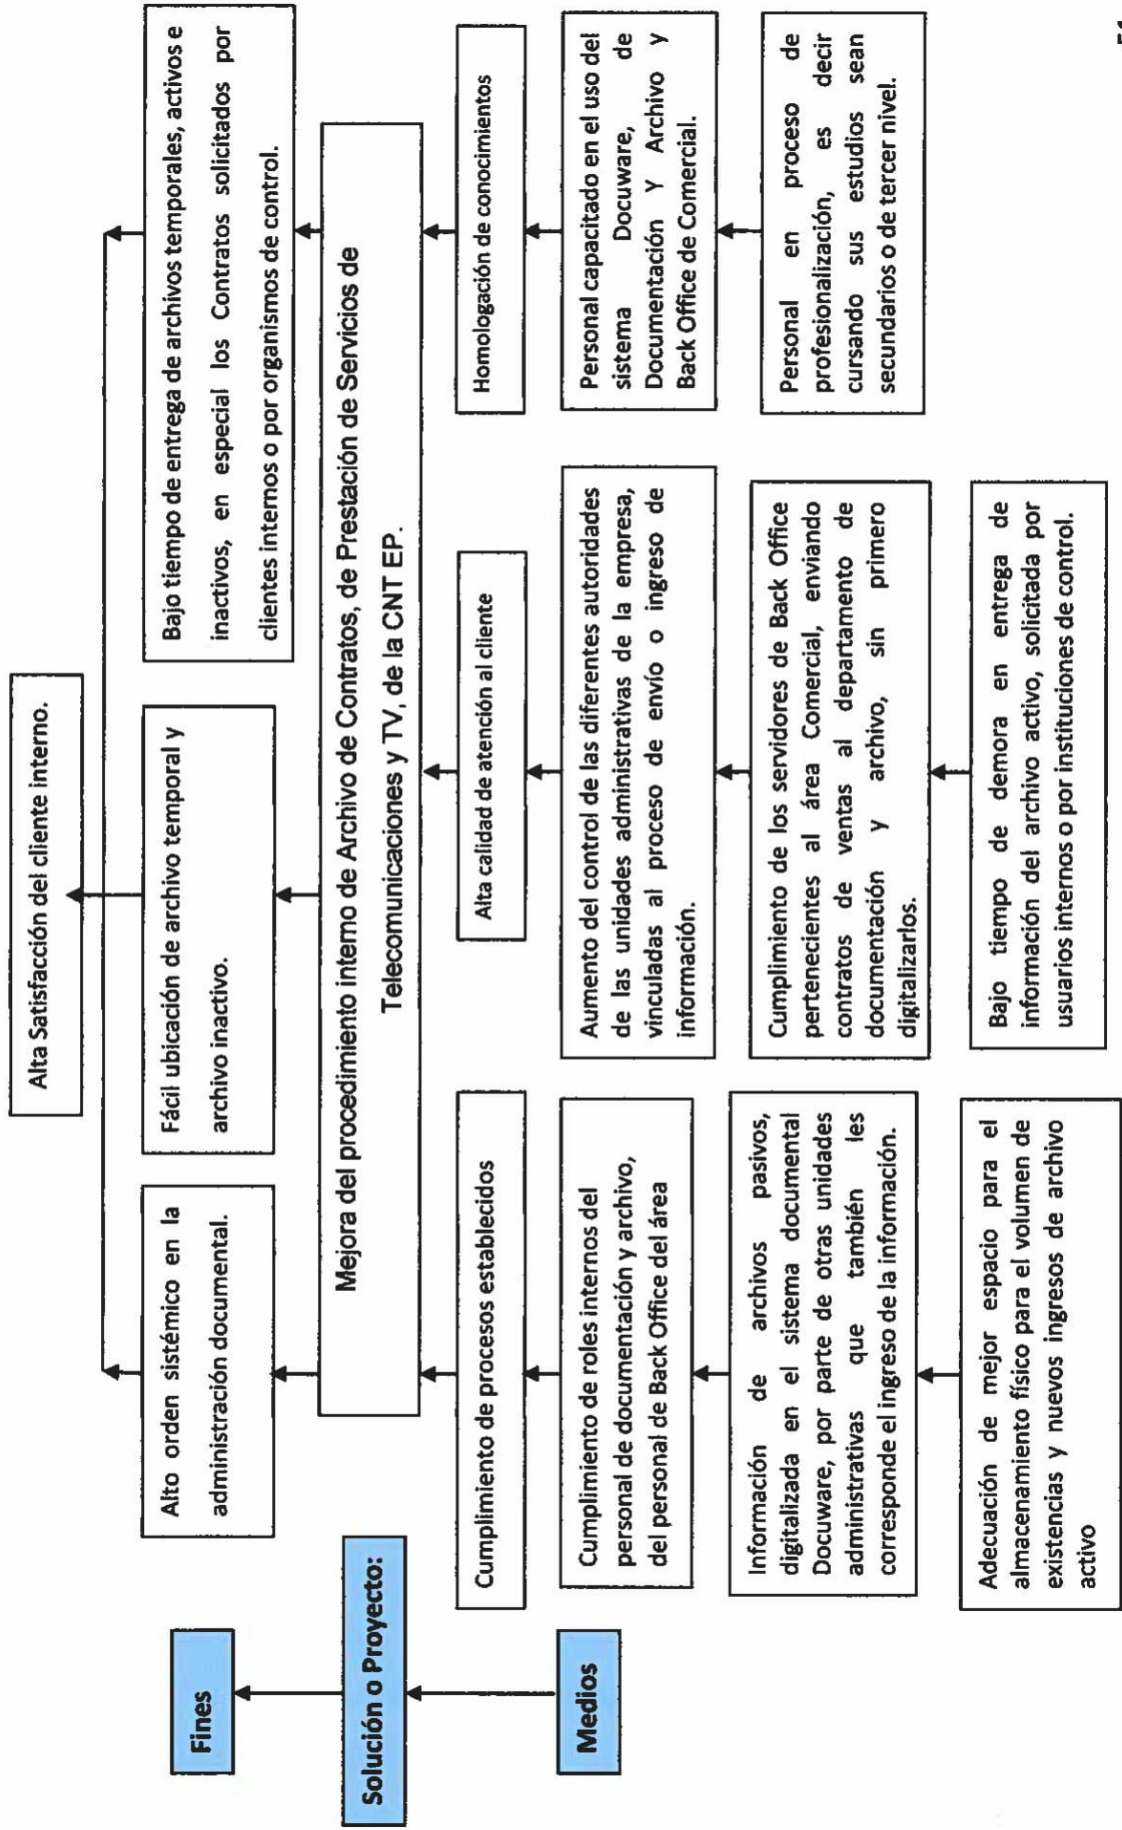 Alta Satisfacción del cliente interno.
Alto orden sistémico en la
administración documental.
Fácil ubicación de archivo temporal y
archivo inactivo.
Bajo tiempo de entrega de archivos temporales, activos e
inactivos, en especial los Contratos solicitados por
clientes internos o por organismos de control.
Fines
Solución o Proyecto:
Medios
Mejora del procedimiento interno de Archivo de Contratos, de Prestación de Servicios de
Telecomunicaciones y TV, de la CNT EP.
Cumplimiento de procesos establecidos
Cumplimiento de roles internos del
personal de documentación y archivo,
del personal de Back Office del área
Información de archivos pasivos,
digitalizada en el sistema documental
Docuware, por parte de otras unidades
administrativas que también les
corresponde el ingreso de la información.
Adecuación de mejor espacio para el
almacenamiento físico para el volumen de
existencias y nuevos ingresos de archivo
activo
Alta calidad de atención al cliente
Aumento del control de las diferentes autoridades
de las unidades administrativas de la empresa,
vinculadas al proceso de envío o ingreso de
información.
Cumplimiento de los servidores de Back Office
pertenecientes al área Comercial, enviando
contratos de ventas al departamento de
documentación y archivo, sin primero
digitalizarlos.
Bajo tiempo de demora en entrega de
información del archivo activo, solicitada por
usuarios internos o por instituciones de control.
Homologación de conocimientos
Personal capacitado en el uso del
sistema Docuware, de
Documentación y Archivo y
Back Office de Comercial.
Personal en proceso de
profesionalización, es decir
cursando sus estudios sean
secundarios o de tercer nivel.